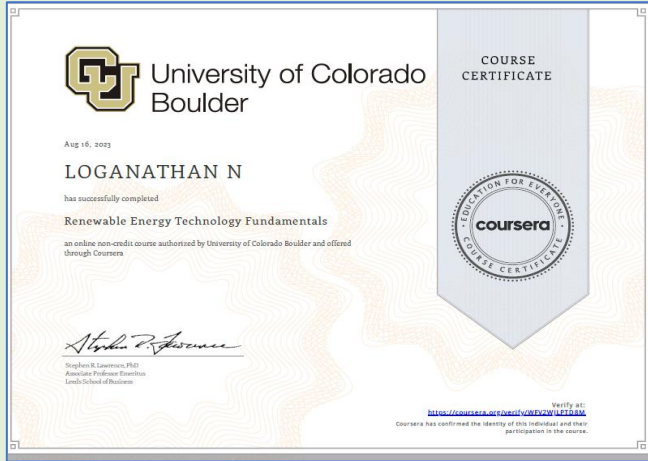 University of Colorado
Boulder
COURSE
CERTIFICATE
Aug 16, 2023
LOGANATHAN N
has successfully completed
Renewable Energy Technology Fundamentals
an online non-credit course authorized by University of Colorado Boulder and offered
through Coursera
EDUCATION FOR EVERYONE
coursera
COURSE CERTIFICATE
Stephen R. Lawrence, PhD
Associate Professor Emeritus
Leeds School of Business
Verify at:
https://coursera.org/verify/WFV2WJLPTD8M
Coursera has confirmed the identity of this individual and their
participation in the course.